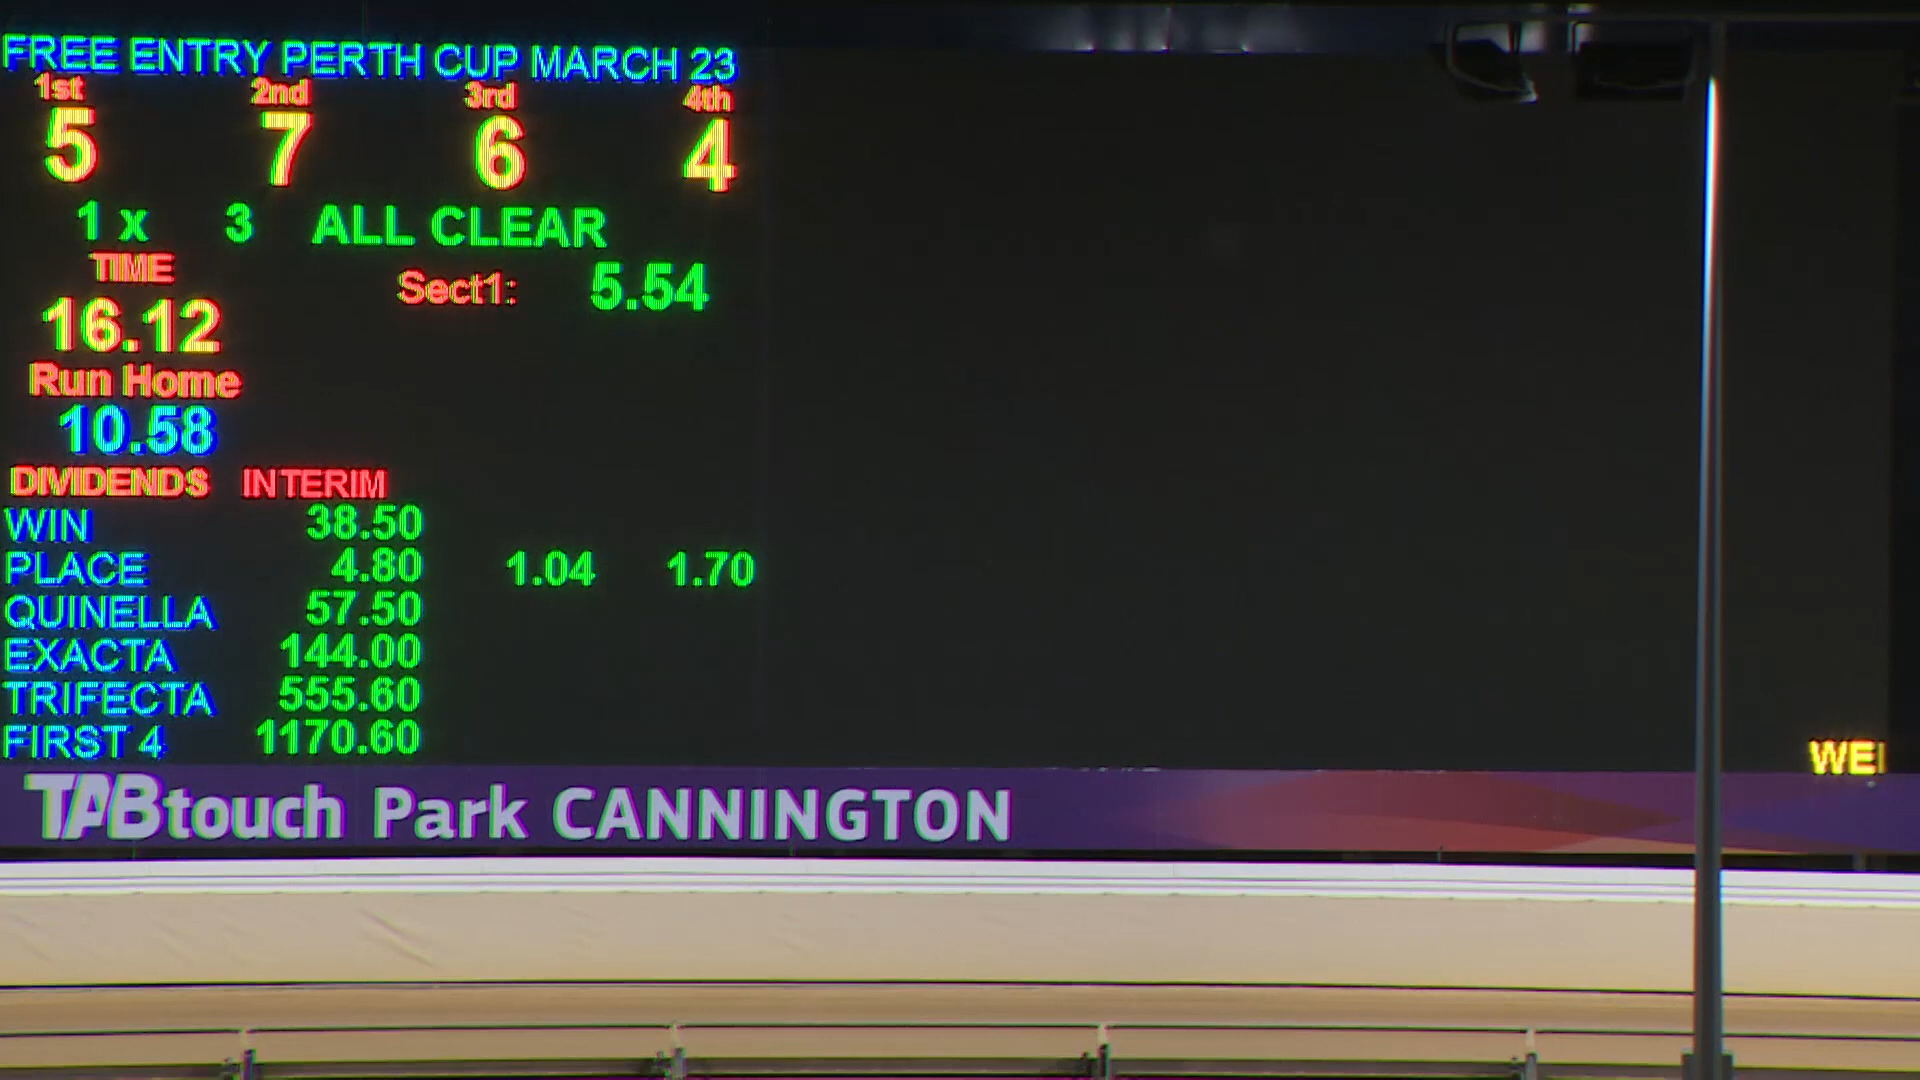 FREE ENTRY PERTH CUP MARCH 23
1st 2nd 3rd 4th
5 7 6 4
1 x 3 ALL CLEAR
TIME
Sect1: 5.54
16.12
Run Home
10.58
DIVIDENDS INTERIM
WIN 38.50
PLACE 4.80 1.04 1.70
QUINELLA 57.50
EXACTA 144.00
TRIFECTA 555.60
FIRST 4 1170.60
WE
TABtouch Park CANNINGTON